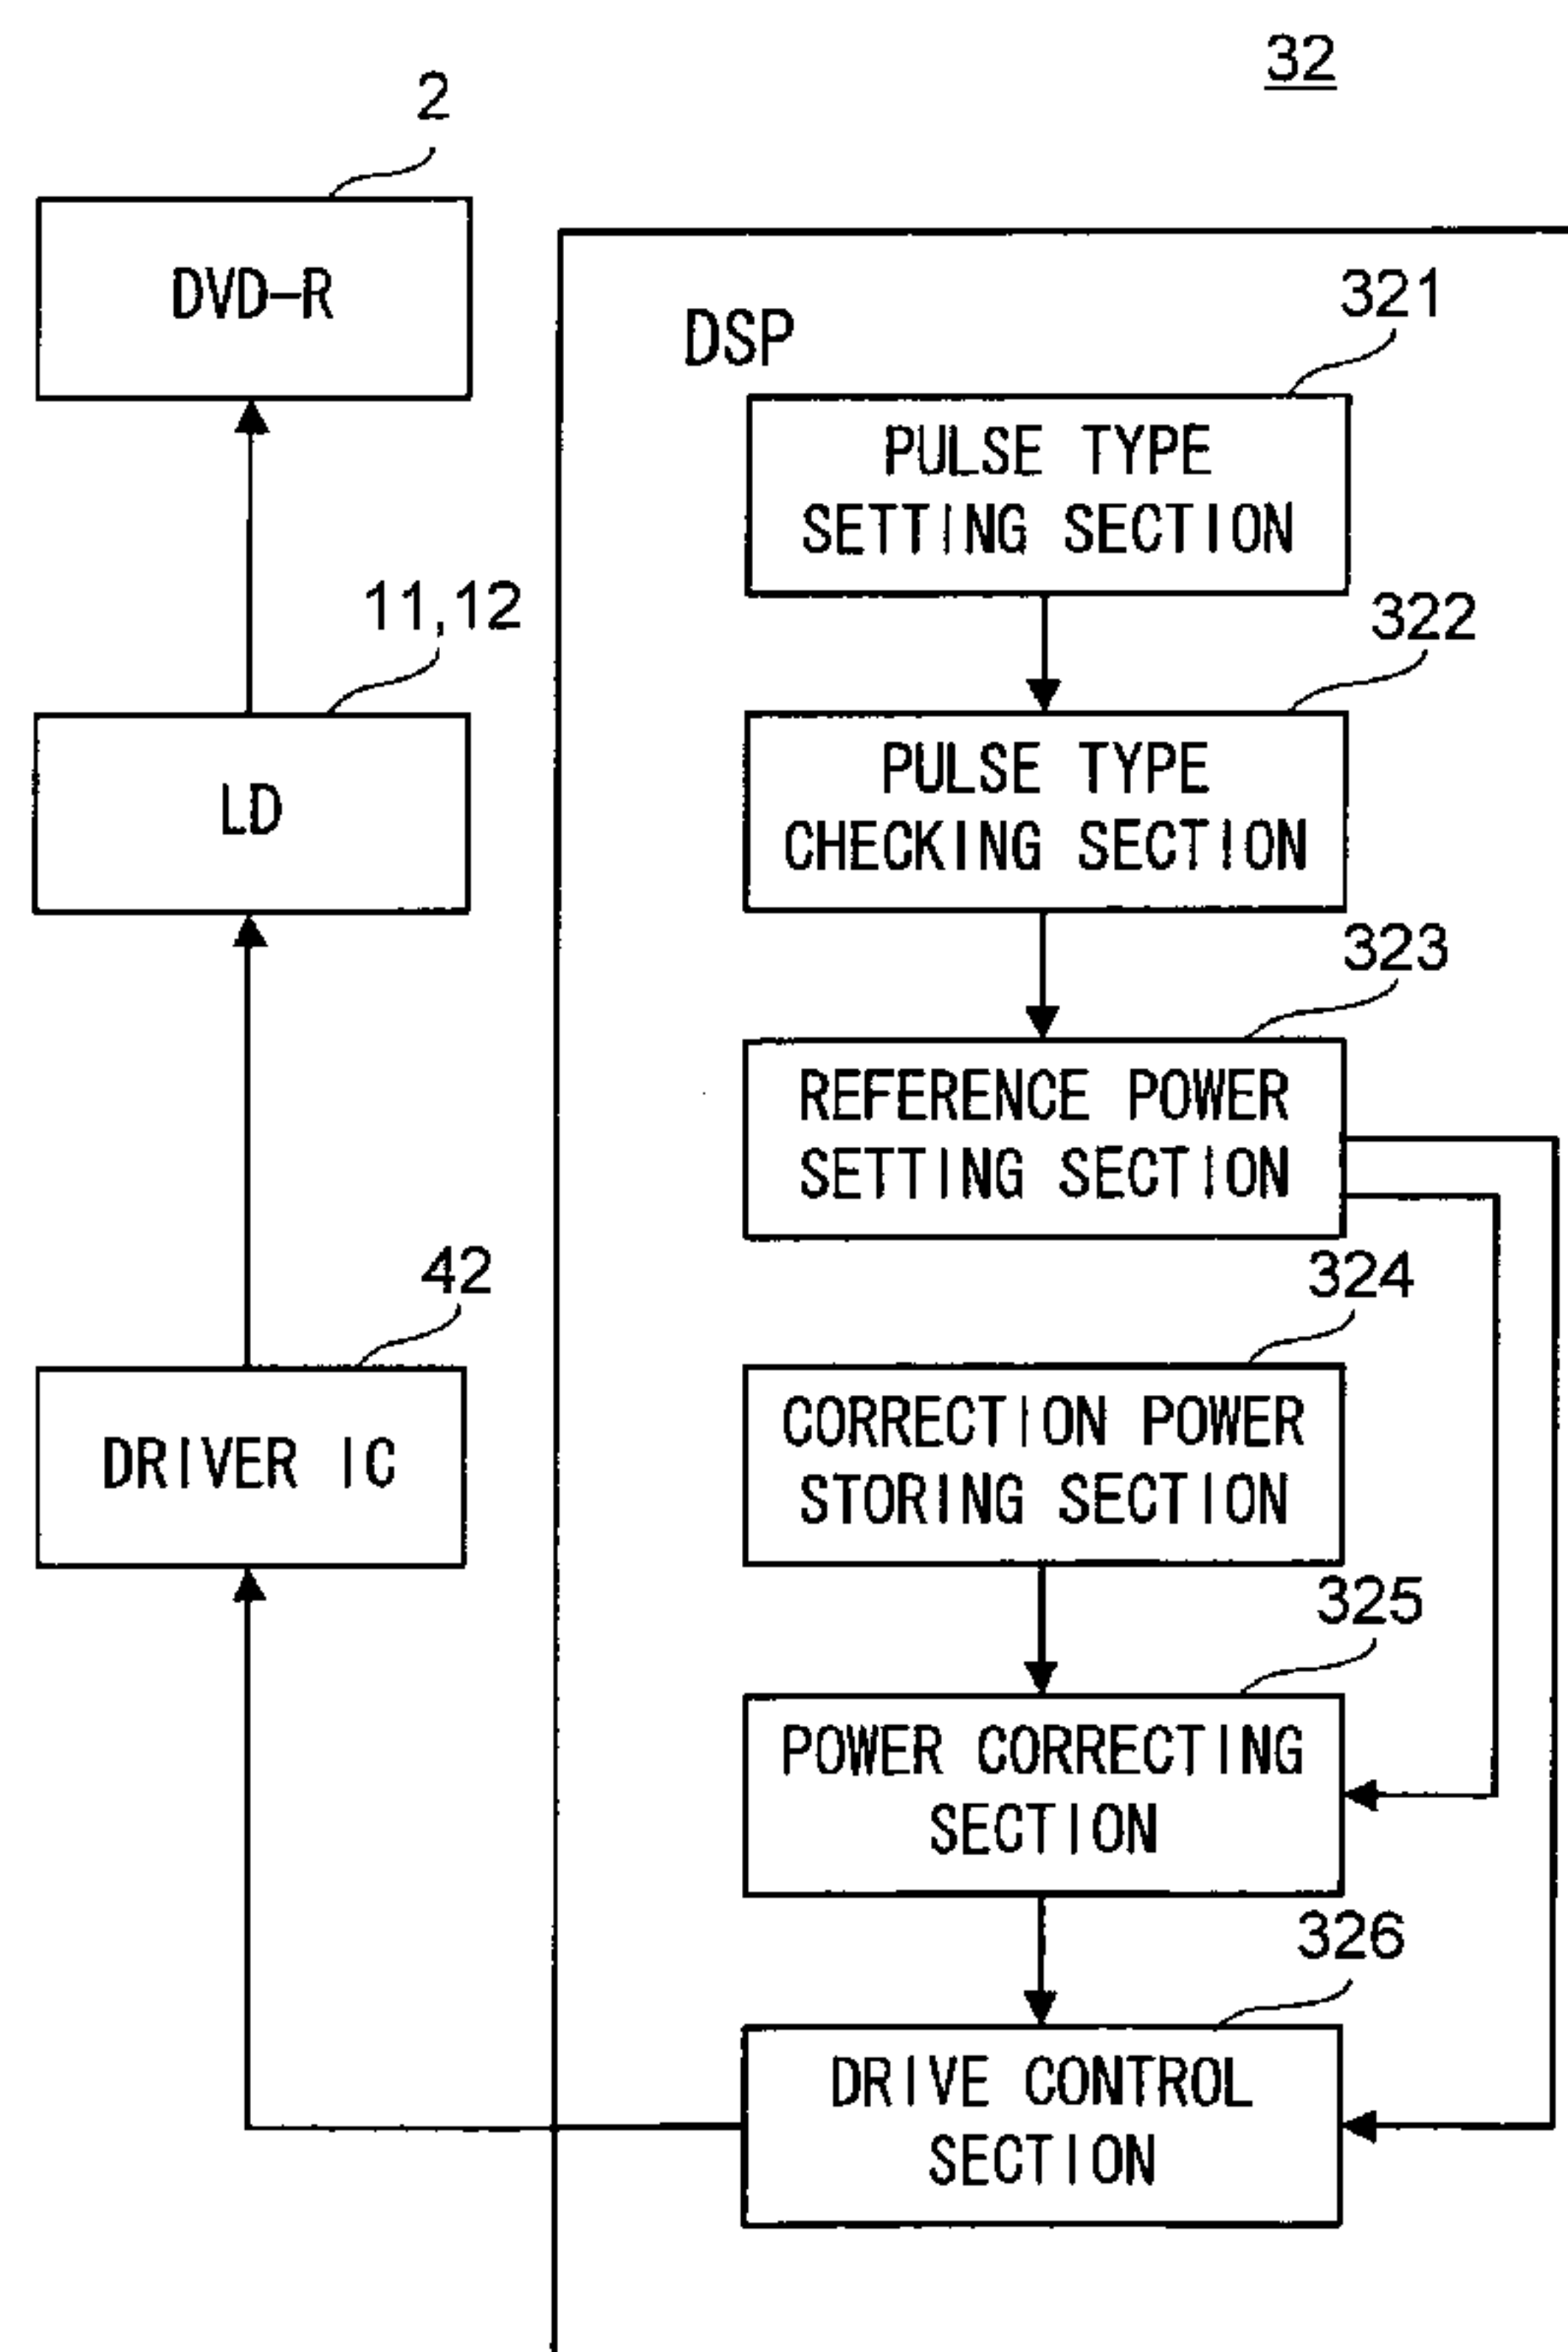 32
2
DVD-R
DSP
321
PULSE TYPE
SETTING SECTION
11,12
LD
322
PULSE TYPE
CHECKING SECTION
323
REFERENCE POWER
SETTING SECTION
42
DRIVER IC
324
CORRECTION POWER
STORING SECTION
325
POWER CORRECTING
SECTION
326
DRIVE CONTROL
SECTION